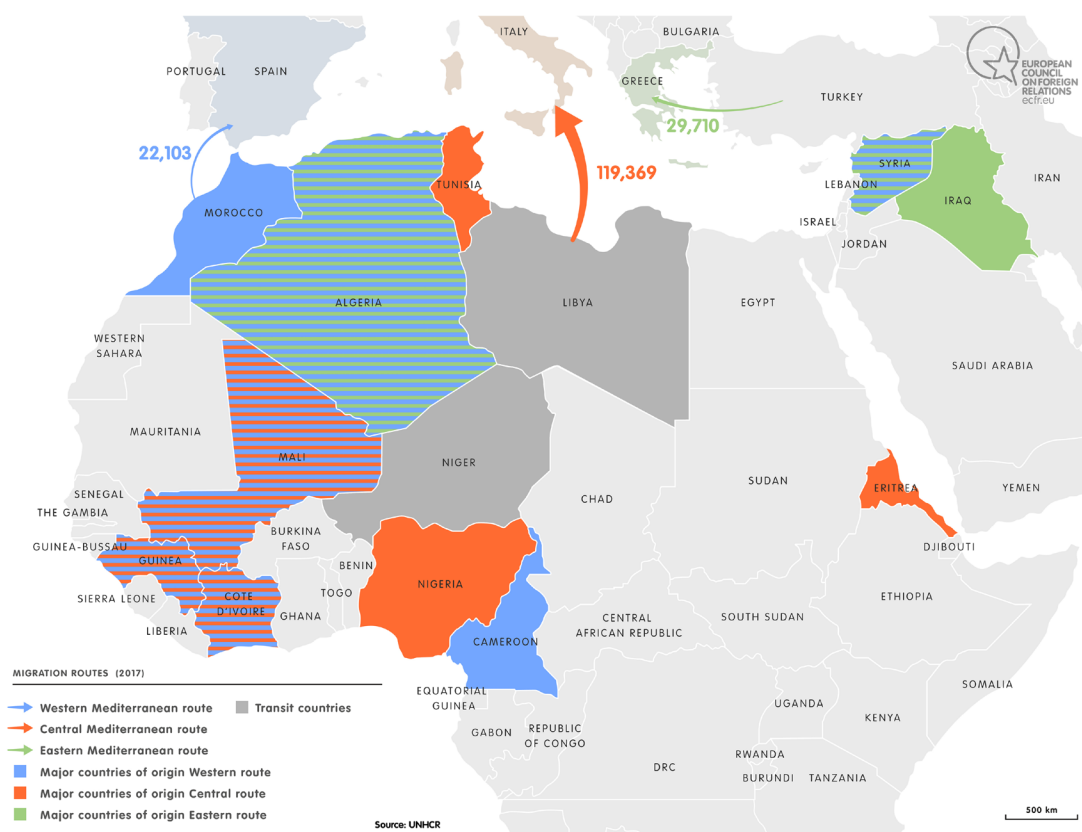 ITALY
BULGARIA
PORTUGAL
SPAIN
GREECE
TURKEY
EUROPEAN
COUNCIL
ON FOREIGN
RELATIONS
ecfr.eu
22,103
29,710
119,369
TUNISIA
SYRIA
LEBANON
IRAN
IRAQ
MOROCCO
ISRAEL
JORDAN
ALGERIA
LIBYA
EGYPT
WESTERN
SAHARA
SAUDI ARABIA
MAURITANIA
MALI
NIGER
CHAD
SUDAN
ERITREA
YEMEN
SENEGAL
THE GAMBIA
GUINEA-BUSSAU
GUINEA
BURKINA
FASO
BENIN
NIGERIA
DJIBOUTI
SIERRA LEONE
COTE
D'IVOIRE
TOGO
GHANA
LIBERIA
CENTRAL
AFRICAN REPUBLIC
SOUTH SUDAN
ETHIOPIA
CAMEROON
SOMALIA
EQUATORIAL
GUINEA
GABON
REPUBLIC
OF CONGO
UGANDA
KENYA
DRC
RWANDA
BURUNDI
TANZANIA
MIGRATION ROUTES (2017)
Western Mediterranean route
Transit countries
Central Mediterranean route
Eastern Mediterranean route
Major countries of origin Western route
Major countries of origin Central route
Major countries of origin Eastern route
Source: UNHCR
500 km